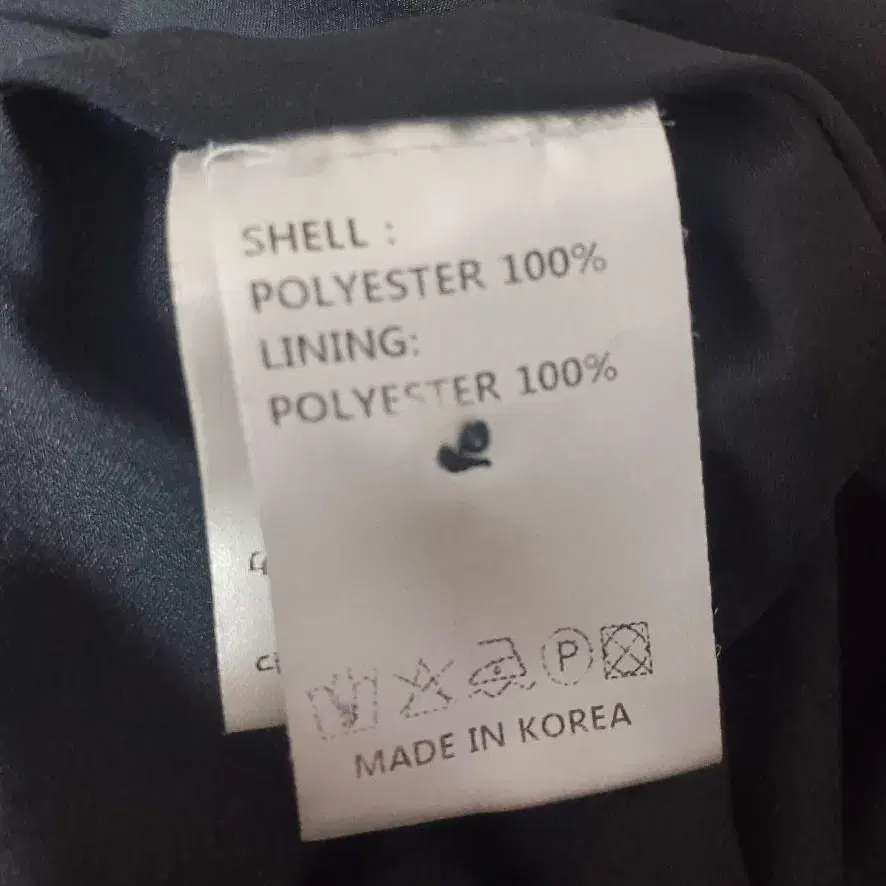 SHELL :
POLYESTER 100%
LINING:
POLYESTER 100%
P
MADE IN KOREA